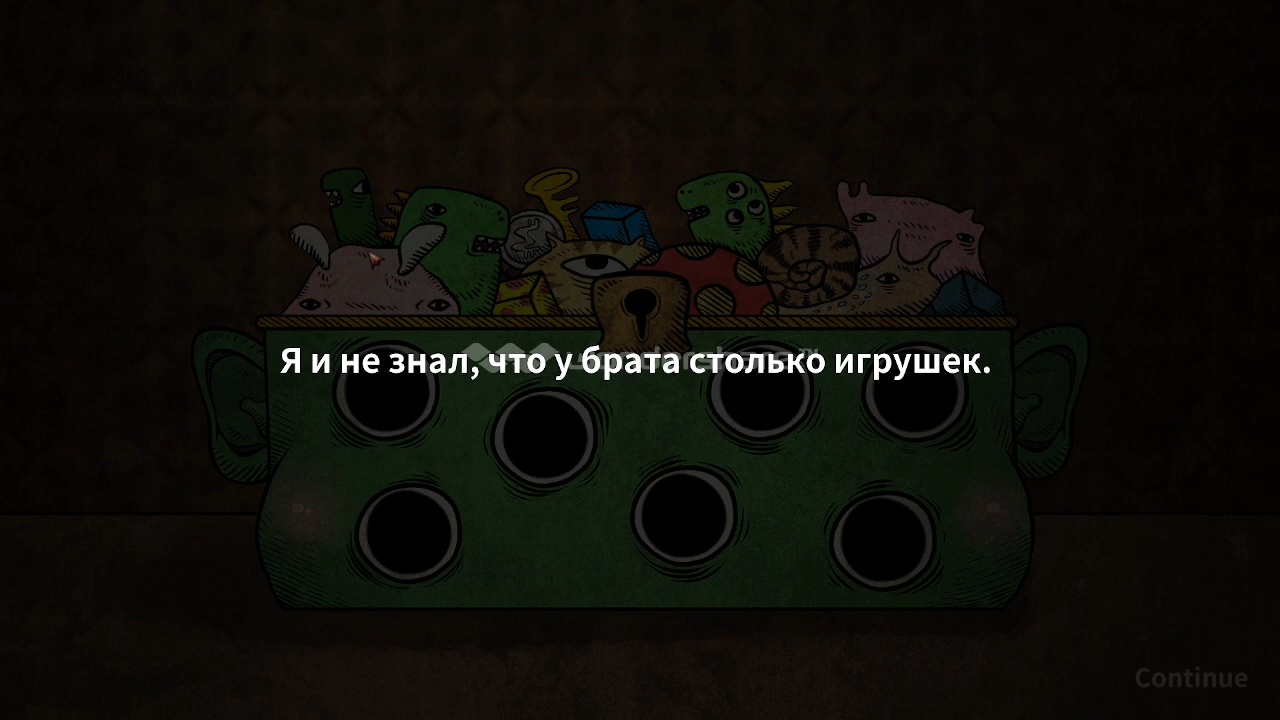 Я и не знал, что у брата столько игрушек.
Continue